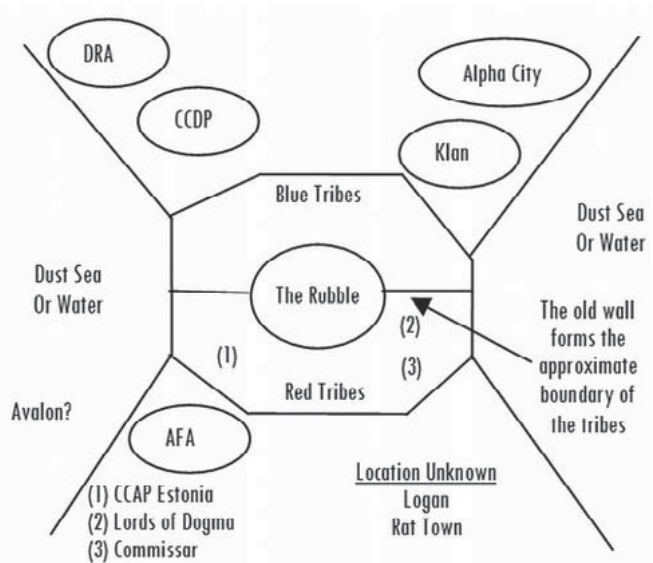 DRA
CCDP
Alpha City
Klan
Blue Tribes
Dust Sea
Or Water
Dust Sea
Or Water
The Rubble
(2)
(1)
(3)
The old wall
forms the
approximate
boundary of
the tribes
Red Tribes
Avalon?
AFA
(1) CCAP Estonia
(2) Lords of Dogma
(3) Commissar
Location Unknown
Logan
Rat Town